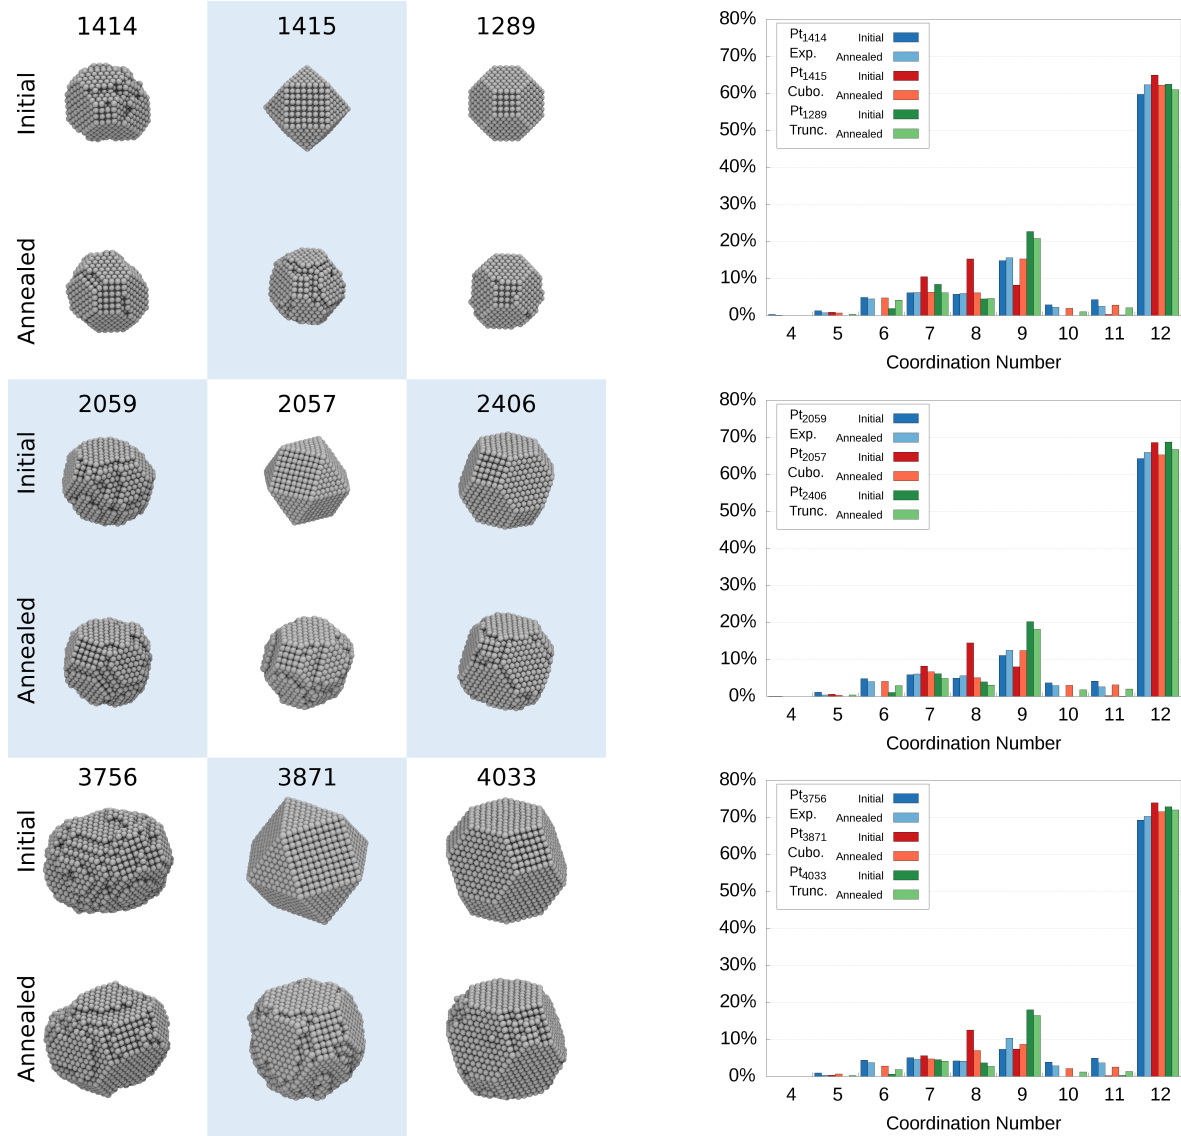 1414 1415 1289
Initial
Annealed
2059 2057 2406
Initial
Annealed
3756 3871 4033
Initial
Annealed
80%
70%
60%
50%
40%
30%
20%
10%
0%
Pt1414 Initial
Exp. Annealed
Pt1415 Initial
Cubo. Annealed
Pt1289 Initial
Trunc. Annealed
4 5 6 7 8 9 10 11 12
Coordination Number
80%
70%
60%
50%
40%
30%
20%
10%
0%
Pt2059 Initial
Exp. Annealed
Pt2057 Initial
Cubo. Annealed
Pt2406 Initial
Trunc. Annealed
4 5 6 7 8 9 10 11 12
Coordination Number
80%
70%
60%
50%
40%
30%
20%
10%
0%
Pt3756 Initial
Exp. Annealed
Pt3871 Initial
Cubo. Annealed
Pt4033 Initial
Trunc. Annealed
4 5 6 7 8 9 10 11 12
Coordination Number